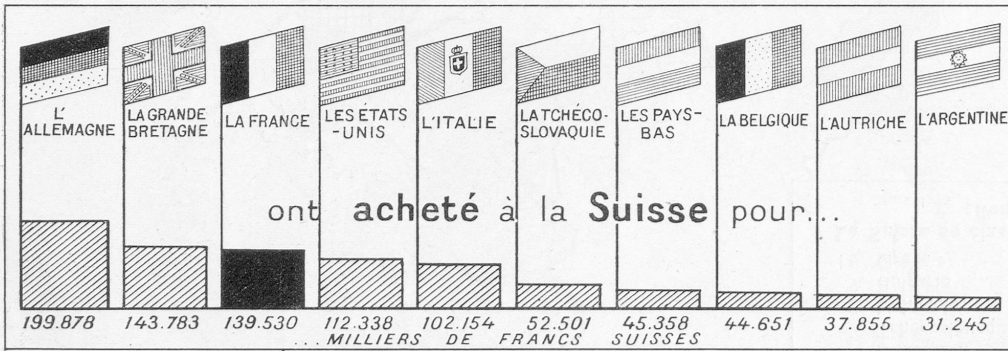 L'ALLEMAGNE
LA GRANDE BRETAGNE
LA FRANCE
LES ÉTATS-UNIS
L'ITALIE
LA TCHÉCO-SLOVAQUIE
LES PAYS-BAS
LA BELGIQUE
L'AUTRICHE
L'ARGENTINE
ont acheté à la Suisse pour...
199.878 143.783 139.530 112.338 102.154 52.501 45.358 44.651 37.855 31.245
...MILLIERS DE FRANCS SUISSES